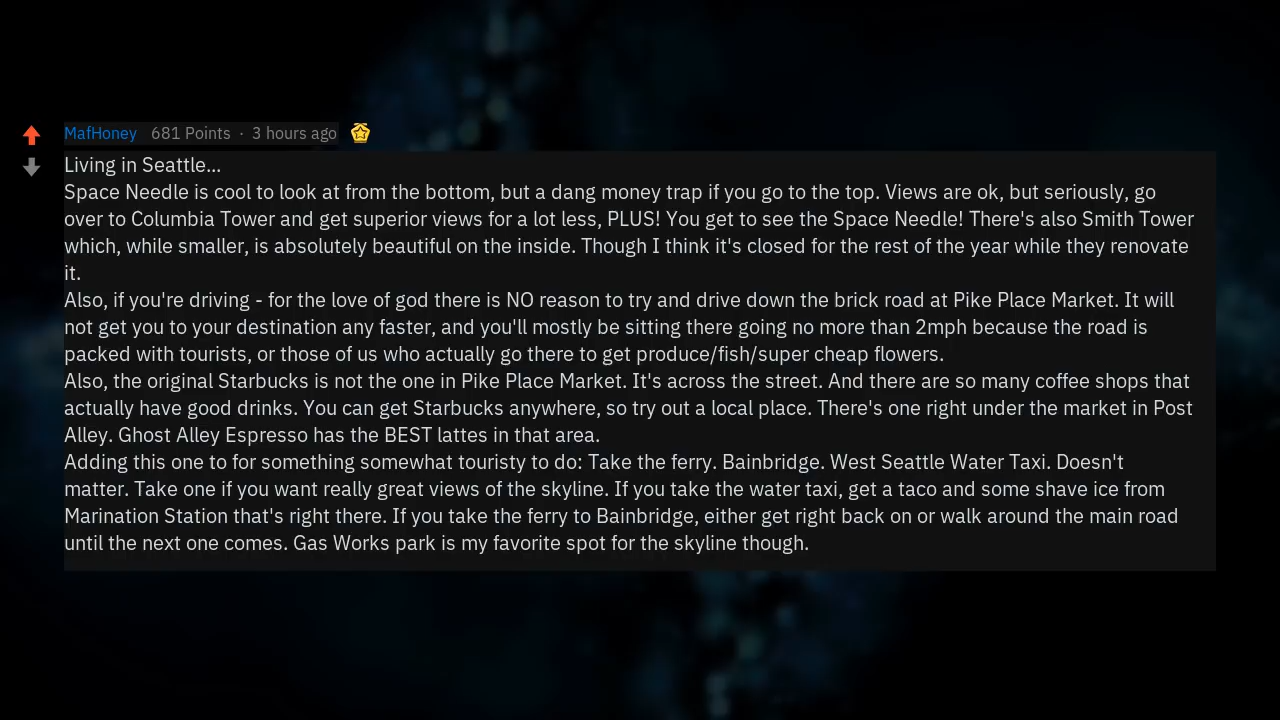 MafHoney 681 Points · 3 hours ago
Living in Seattle...
Space Needle is cool to look at from the bottom, but a dang money trap if you go to the top. Views are ok, but seriously, go
over to Columbia Tower and get superior views for a lot less, PLUS! You get to see the Space Needle! There's also Smith Tower
which, while smaller, is absolutely beautiful on the inside. Though I think it's closed for the rest of the year while they renovate
it.
Also, if you're driving - for the love of god there is NO reason to try and drive down the brick road at Pike Place Market. It will
not get you to your destination any faster, and you'll mostly be sitting there going no more than 2mph because the road is
packed with tourists, or those of us who actually go there to get produce/fish/super cheap flowers.
Also, the original Starbucks is not the one in Pike Place Market. It's across the street. And there are so many coffee shops that
actually have good drinks. You can get Starbucks anywhere, so try out a local place. There's one right under the market in Post
Alley. Ghost Alley Espresso has the BEST lattes in that area.
Adding this one to for something somewhat touristy to do: Take the ferry. Bainbridge. West Seattle Water Taxi. Doesn't
matter. Take one if you want really great views of the skyline. If you take the water taxi, get a taco and some shave ice from
Marination Station that's right there. If you take the ferry to Bainbridge, either get right back on or walk around the main road
until the next one comes. Gas Works park is my favorite spot for the skyline though.